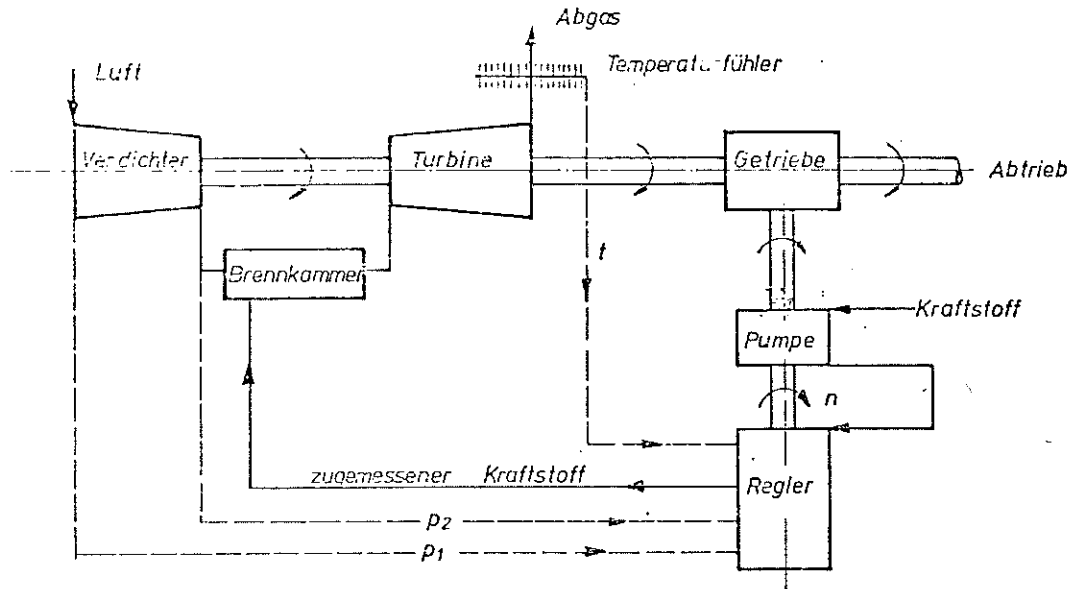 Abgas
Luft
Temperaturfühler
Verdichter
Turbine
Getriebe
Abtrieb
t
Brennkammer
Kraftstoff
Pumpe
n
zugemessener Kraftstoff
Regler
p2
p1